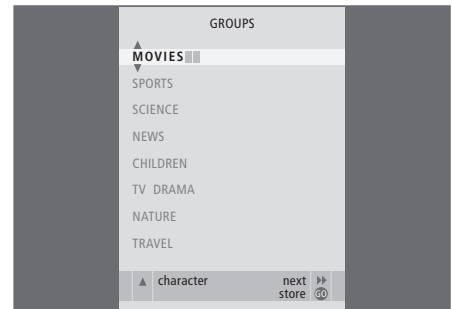 GROUPS
MOVIES
SPORTS
SCIENCE
NEWS
CHILDREN
TV DRAMA
NATURE
TRAVEL
character next
store GO